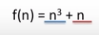 f(n) = n³ + n